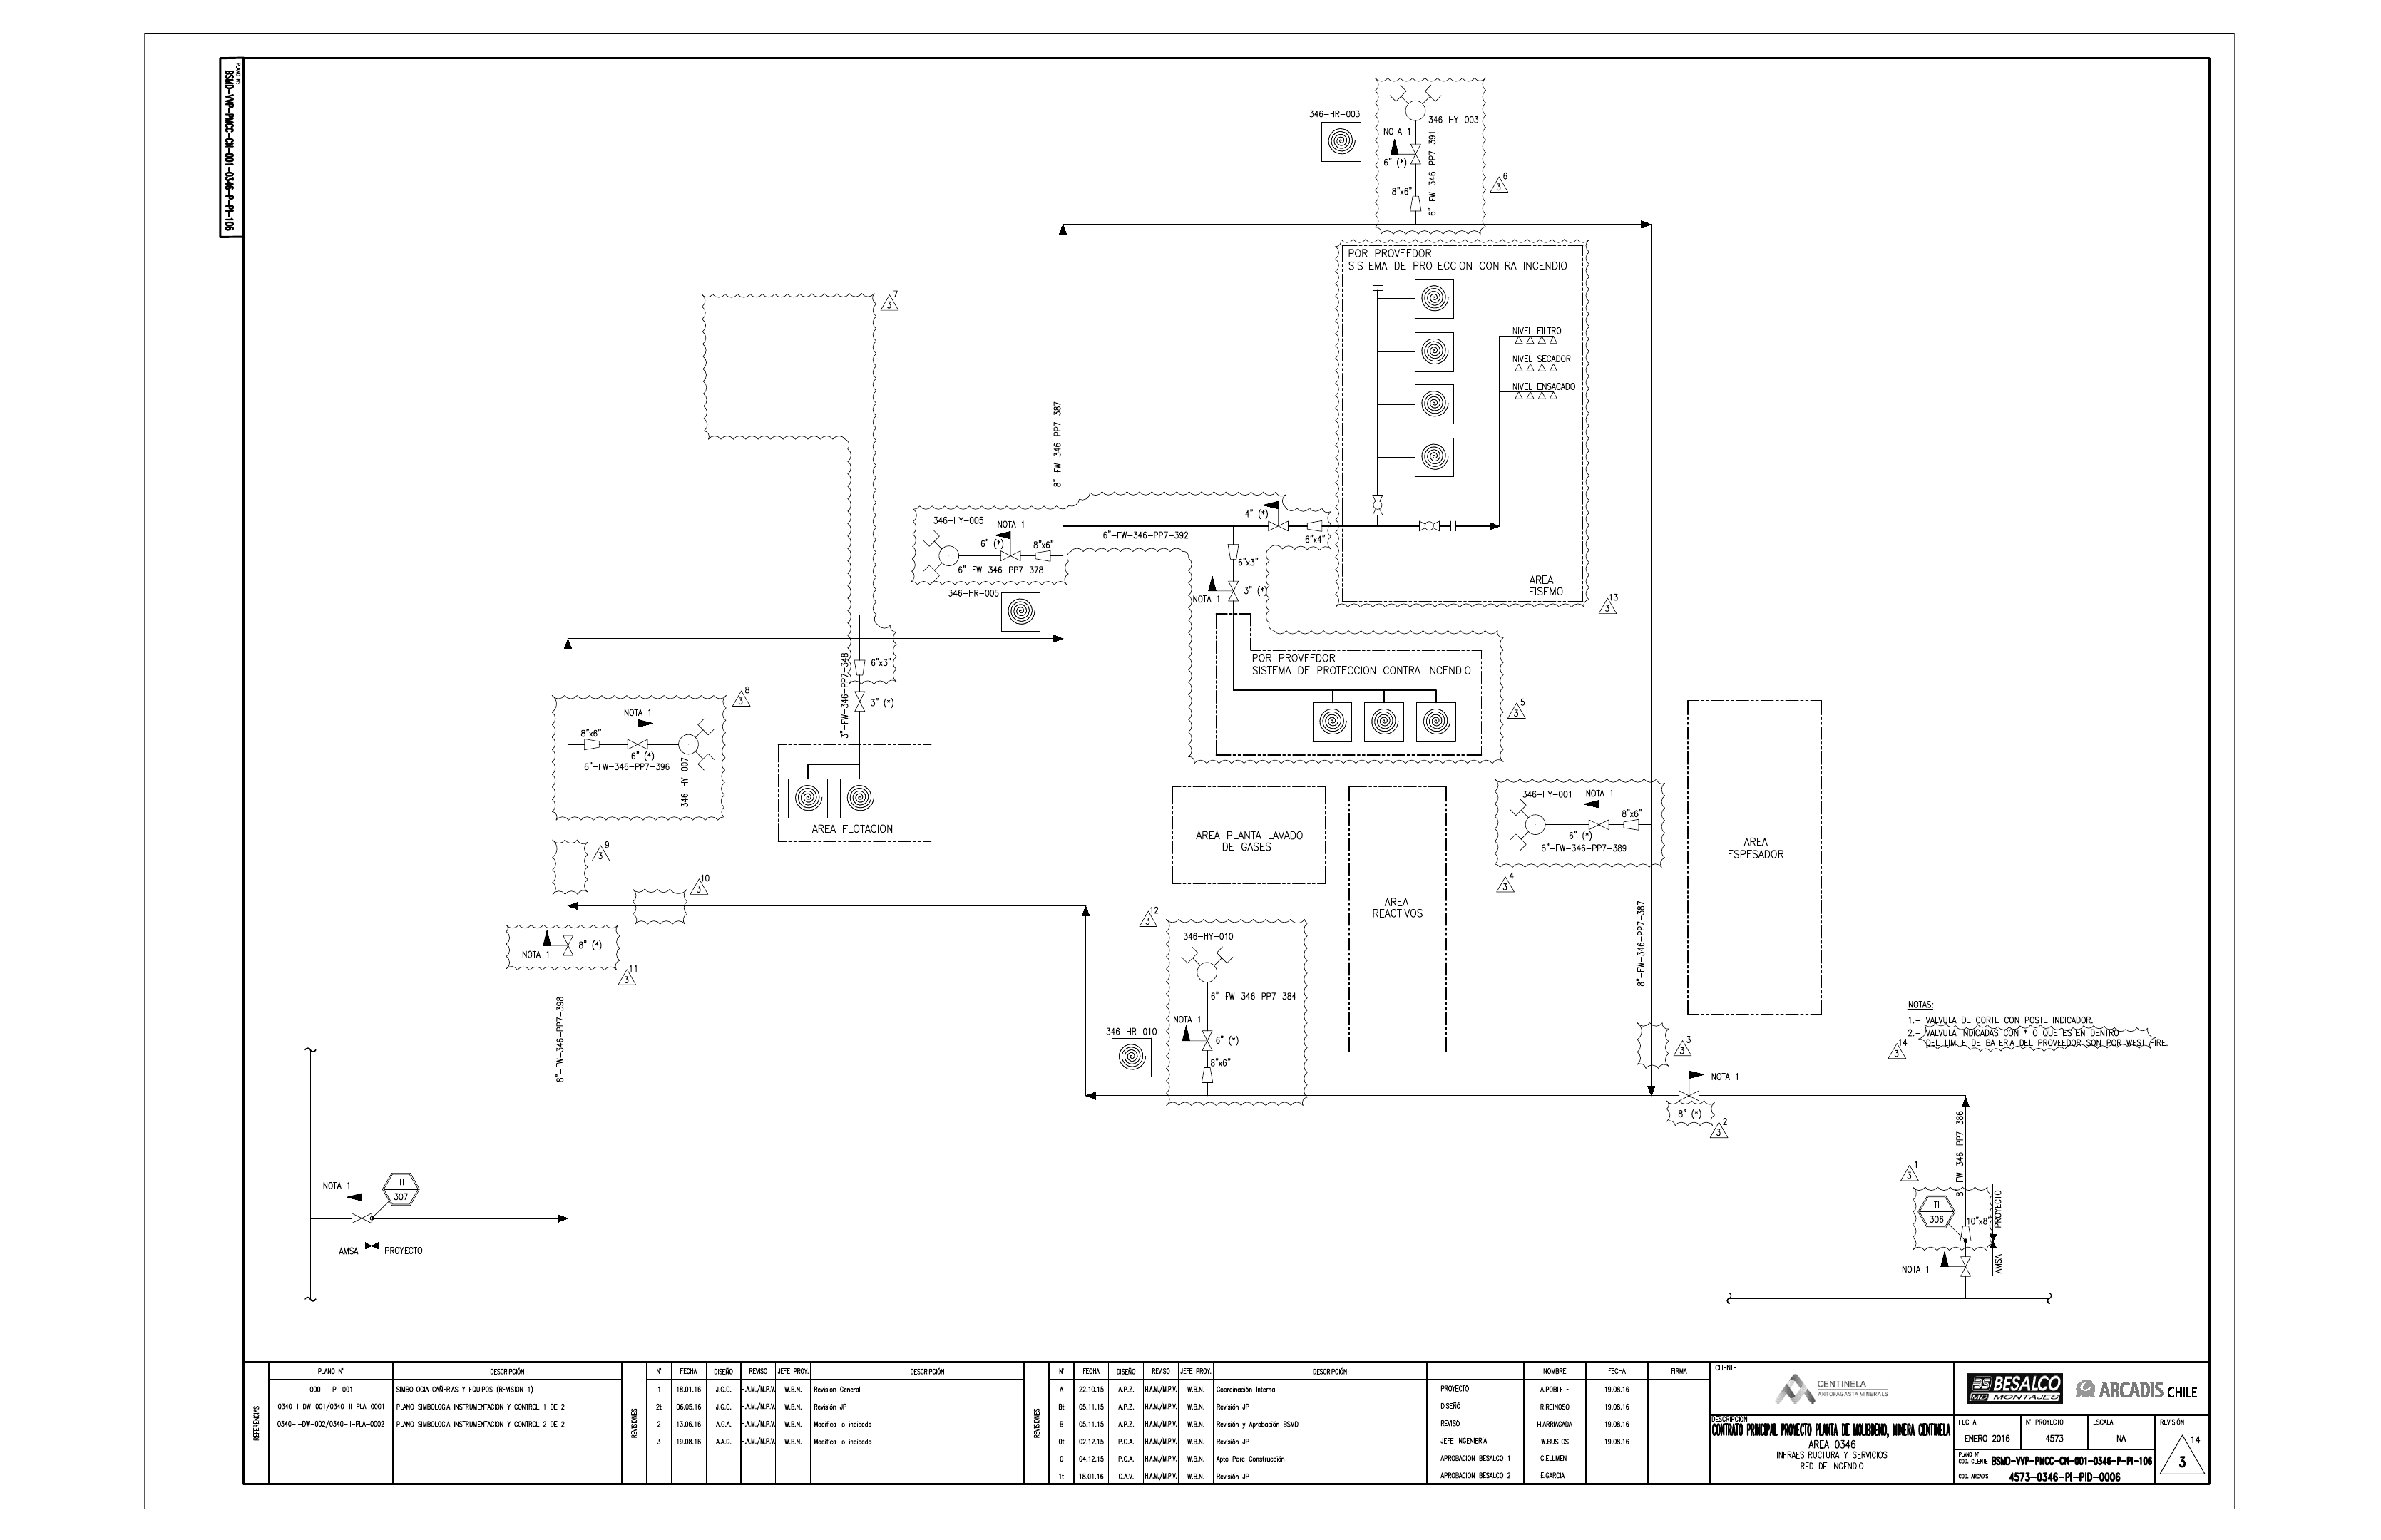 PLANO N°:
BSMD-VVP-PMCC-CN-001-0346-P-PI-106
346-HR-003
346-HY-003
NOTA 1
6" (*)
8"x6"
6"-FW-346-PP7-391
3
6
POR PROVEEDOR
SISTEMA DE PROTECCION CONTRA INCENDIO
NIVEL FILTRO
NIVEL SECADOR
NIVEL ENSACADO
AREA
FISEMO
3
13
3
7
8"-FW-346-PP7-387
346-HY-005
NOTA 1
6" (*)
8"x6"
6"-FW-346-PP7-378
346-HR-005
6"-FW-346-PP7-392
4" (*)
6"x4"
6"x3"
3" (*)
NOTA 1
POR PROVEEDOR
SISTEMA DE PROTECCION CONTRA INCENDIO
3
5
6"x3"
3" (*)
3"-FW-346-PP7-348
AREA FLOTACION
3
8
NOTA 1
8"x6"
6" (*)
6"-FW-346-PP7-396
346-HY-007
3
9
3
10
8" (*)
NOTA 1
3
11
8"-FW-346-PP7-398
AREA PLANTA LAVADO
DE GASES
AREA
REACTIVOS
346-HY-001
NOTA 1
8"x6"
6" (*)
6"-FW-346-PP7-389
3
4
AREA
ESPESADOR
8"-FW-346-PP7-387
3
12
346-HY-010
6"-FW-346-PP7-384
NOTA 1
6" (*)
8"x6"
346-HR-010
3
3
NOTA 1
8" (*)
3
2
NOTAS:
1.- VALVULA DE CORTE CON POSTE INDICADOR.
2.- VALVULA INDICADAS CON * O QUE ESTEN DENTRO
DEL LIMITE DE BATERIA DEL PROVEEDOR SON POR WEST FIRE.
3
14
8"-FW-346-PP7-386
3
1
TI
306
10"x8"
PROYECTO
AMSA
NOTA 1
NOTA 1
TI
307
AMSA
PROYECTO
REFERENCIAS
PLANO N° DESCRIPCIÓN
000-T-PI-001 SIMBOLOGIA CAÑERIAS Y EQUIPOS (REVISION 1)
0340-I-DW-001/0340-II-PLA-0001 PLANO SIMBOLOGIA INSTRUMENTACION Y CONTROL 1 DE 2
0340-I-DW-002/0340-II-PLA-0002 PLANO SIMBOLOGIA INSTRUMENTACION Y CONTROL 2 DE 2
REVISIONES
N° FECHA DISEÑO REVISO JEFE PROY. DESCRIPCIÓN
1 18.01.16 J.G.C. H.A.M./M.P.V. W.B.N. Revision General
2t 06.05.16 J.G.C. H.A.M./M.P.V. W.B.N. Revisión JP
2 13.06.16 A.G.A. H.A.M./M.P.V. W.B.N. Modifica lo indicado
3 19.08.16 A.A.G. H.A.M./M.P.V. W.B.N. Modifica lo indicado
REVISIONES
N° FECHA DISEÑO REVISO JEFE PROY. DESCRIPCIÓN
A 22.10.15 A.P.Z. H.A.M./M.P.V. W.B.N. Coordinación Interna
Bt 05.11.15 A.P.Z. H.A.M./M.P.V. W.B.N. Revisión JP
B 05.11.15 A.P.Z. H.A.M./M.P.V. W.B.N. Revisión y Aprobación BSMD
0t 02.12.15 P.C.A. H.A.M./M.P.V. W.B.N. Revisión JP
0 04.12.15 P.C.A. H.A.M./M.P.V. W.B.N. Apto Para Construcción
1t 18.01.16 C.A.V. H.A.M./M.P.V. W.B.N. Revisión JP
NOMBRE FECHA FIRMA
PROYECTÓ A.POBLETE 19.08.16
DISEÑÓ R.REINOSO 19.08.16
REVISÓ H.ARRIAGADA 19.08.16
JEFE INGENIERÍA W.BUSTOS 19.08.16
APROBACION BESALCO 1 C.ELLMEN
APROBACION BESALCO 2 E.GARCIA
CLIENTE
CENTINELA
ANTOFAGASTA MINERALS
DESCRIPCIÓN
CONTRATO PRINCIPAL PROYECTO PLANTA DE MOLIBDENO, MINERA CENTINELA
AREA 0346
INFRAESTRUCTURA Y SERVICIOS
RED DE INCENDIO
BS BESALCO
MD MONTAJES
ARCADIS CHILE
FECHA N° PROYECTO ESCALA REVISIÓN
ENERO 2016 4573 NA
PLANO N°
COD. CLIENTE BSMD-VVP-PMCC-CN-001-0346-P-PI-106
COD. ARCADIS 4573-0346-PI-PID-0006
3
14